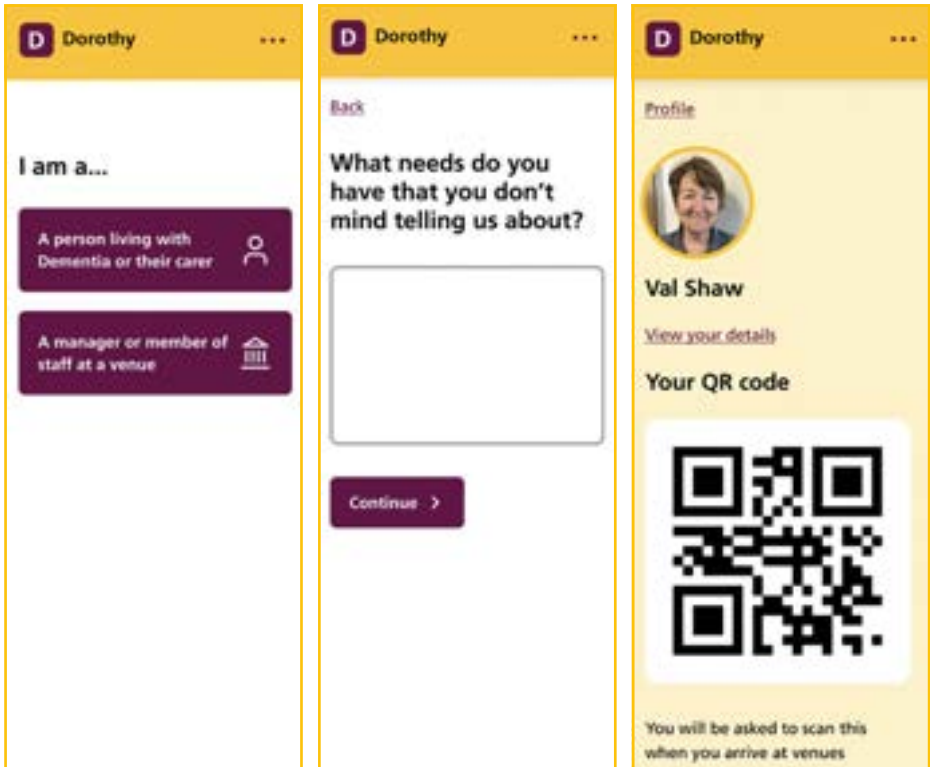 D Dorothy ...
I am a...
A person living with
Dementia or their carer
A manager or member of
staff at a venue
D Dorothy ...
Back
What needs do you
have that you don't
mind telling us about?
Continue >
D Dorothy ...
Profile
Val Shaw
View your details
Your QR code
You will be asked to scan this
when you arrive at venues